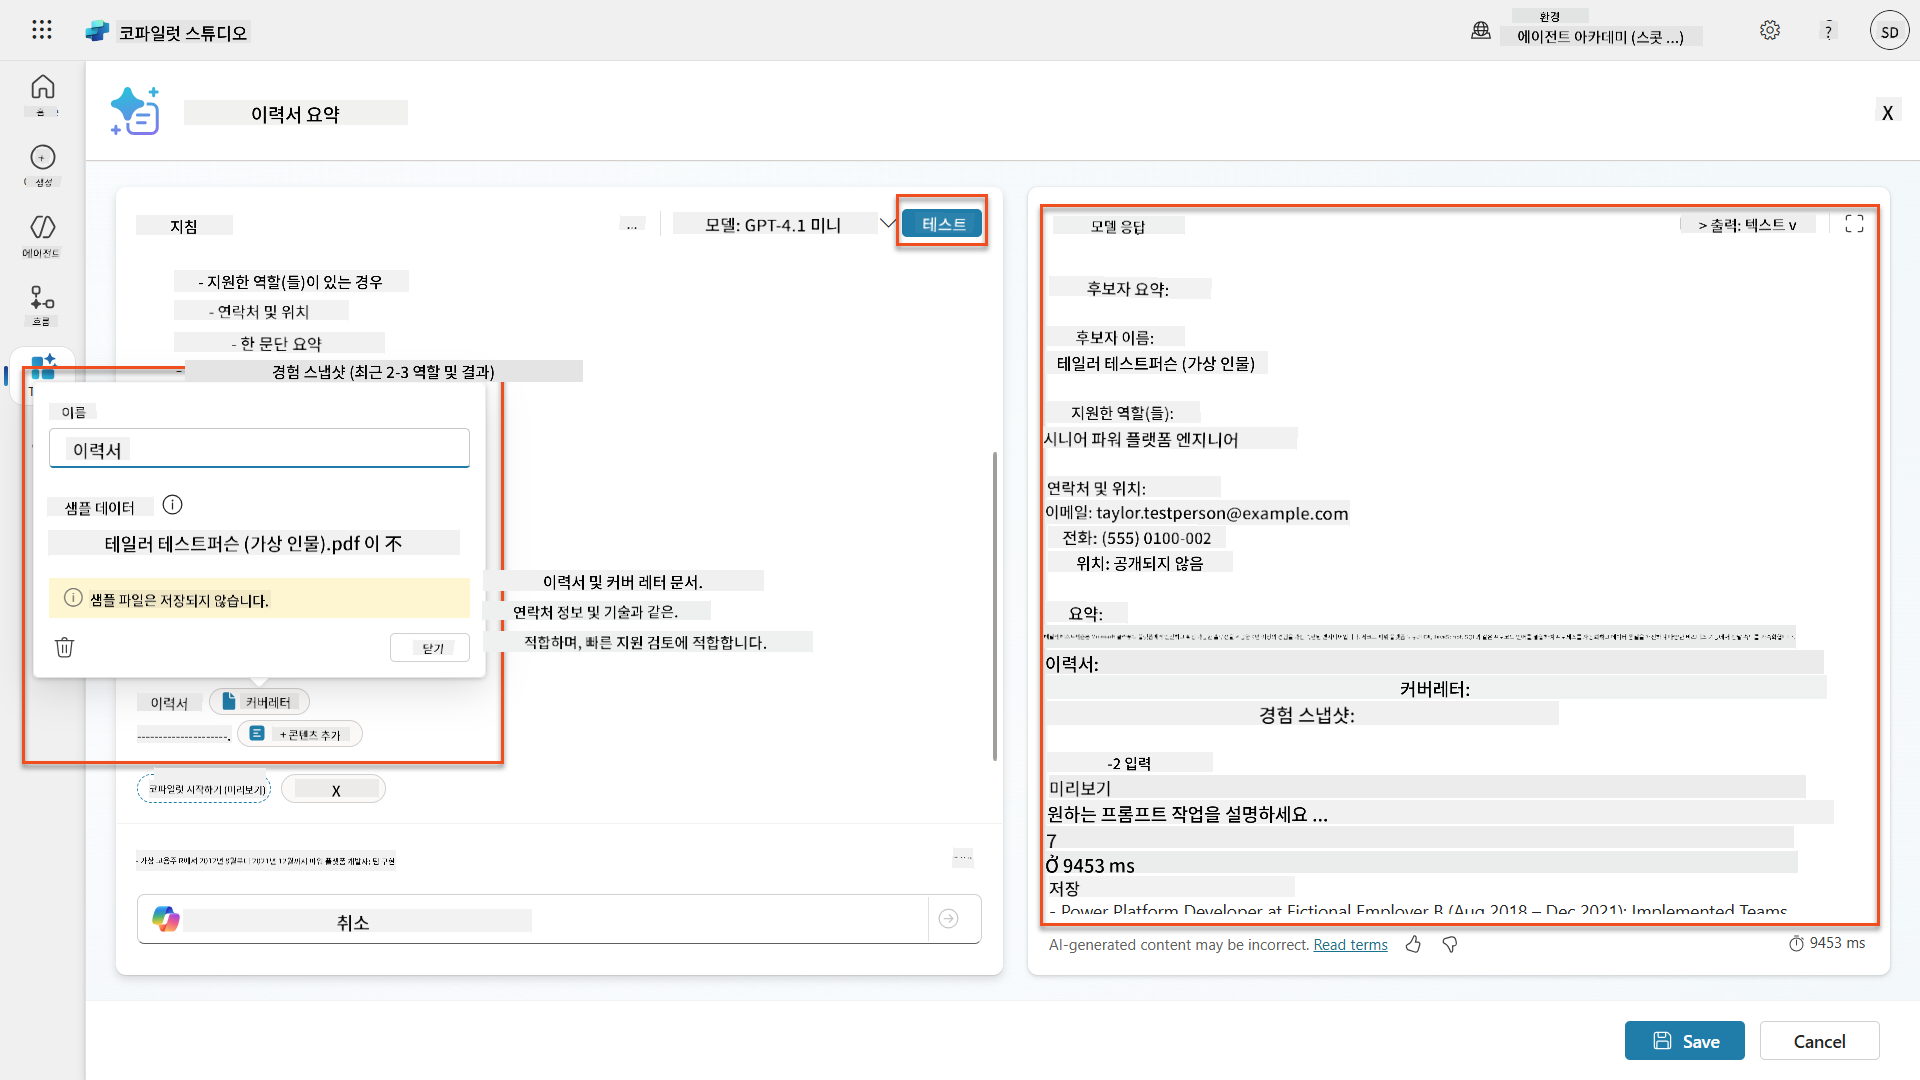 코파일럿 스튜디오
환경
에이전트 아카데미 (스콧 ...)
?
SD
홈
생성
에이전트
흐름
이력서 요약
X
지침
...
모델: GPT-4.1 미니
테스트
- 지원한 역할(들)이 있는 경우
- 연락처 및 위치
- 한 문단 요약
경험 스냅샷 (최근 2-3 역할 및 결과)
이름
이력서
샘플 데이터
테일러 테스트퍼슨 (가상 인물).pdf 이 不
샘플 파일은 저장되지 않습니다.
닫기
이력서 및 커버 레터 문서.
연락처 정보 및 기술과 같은.
적합하며, 빠른 지원 검토에 적합합니다.
이력서
커버레터
---------------------.
+ 콘텐츠 추가
코파일럿 시작하기 (미리보기)
X
취소
모델 응답
> 출력: 텍스트 v
후보자 요약:
후보자 이름:
테일러 테스트퍼슨 (가상 인물)
지원한 역할(들):
시니어 파워 플랫폼 엔지니어
연락처 및 위치:
이메일: taylor.testperson@example.com
전화: (555) 0100-002
위치: 공개되지 않음
요약:
이력서:
커버레터:
경험 스냅샷:
-2 입력
미리보기
원하는 프롬프트 작업을 설명하세요 ...
7
Ở 9453 ms
저장
- Power Platform Developer at Fictional Employer B (Aug 2018 – Dec 2021): Implemented Teams
AI-generated content may be incorrect. Read terms
9453 ms
Save
Cancel